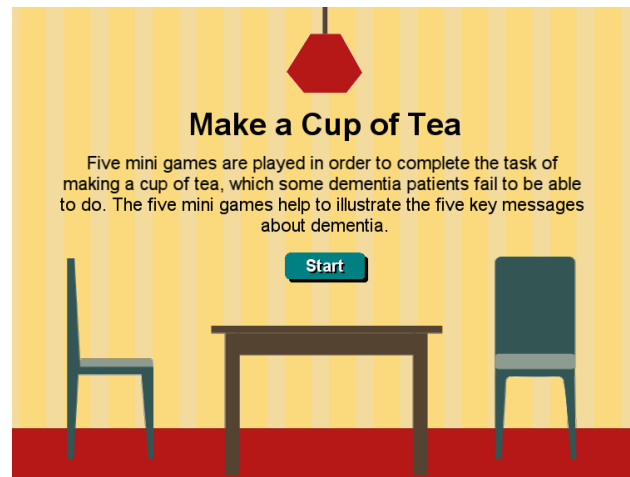 Make a Cup of Tea
Five mini games are played in order to complete the task of
making a cup of tea, which some dementia patients fail to be able
to do. The five mini games help to illustrate the five key messages
about dementia.
Start